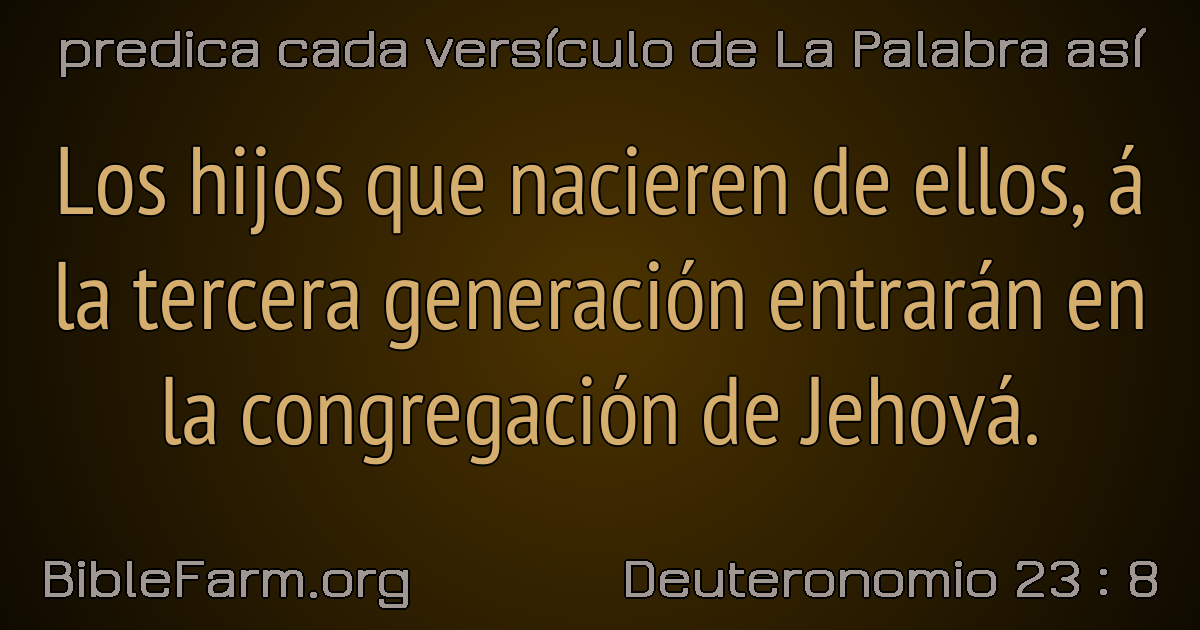 predica cada versículo de La Palabra así
Los hijos que nacieren de ellos, á
la tercera generación entrarán en
la congregación de Jehová.
BibleFarm.org
Deuteronomio 23 : 8